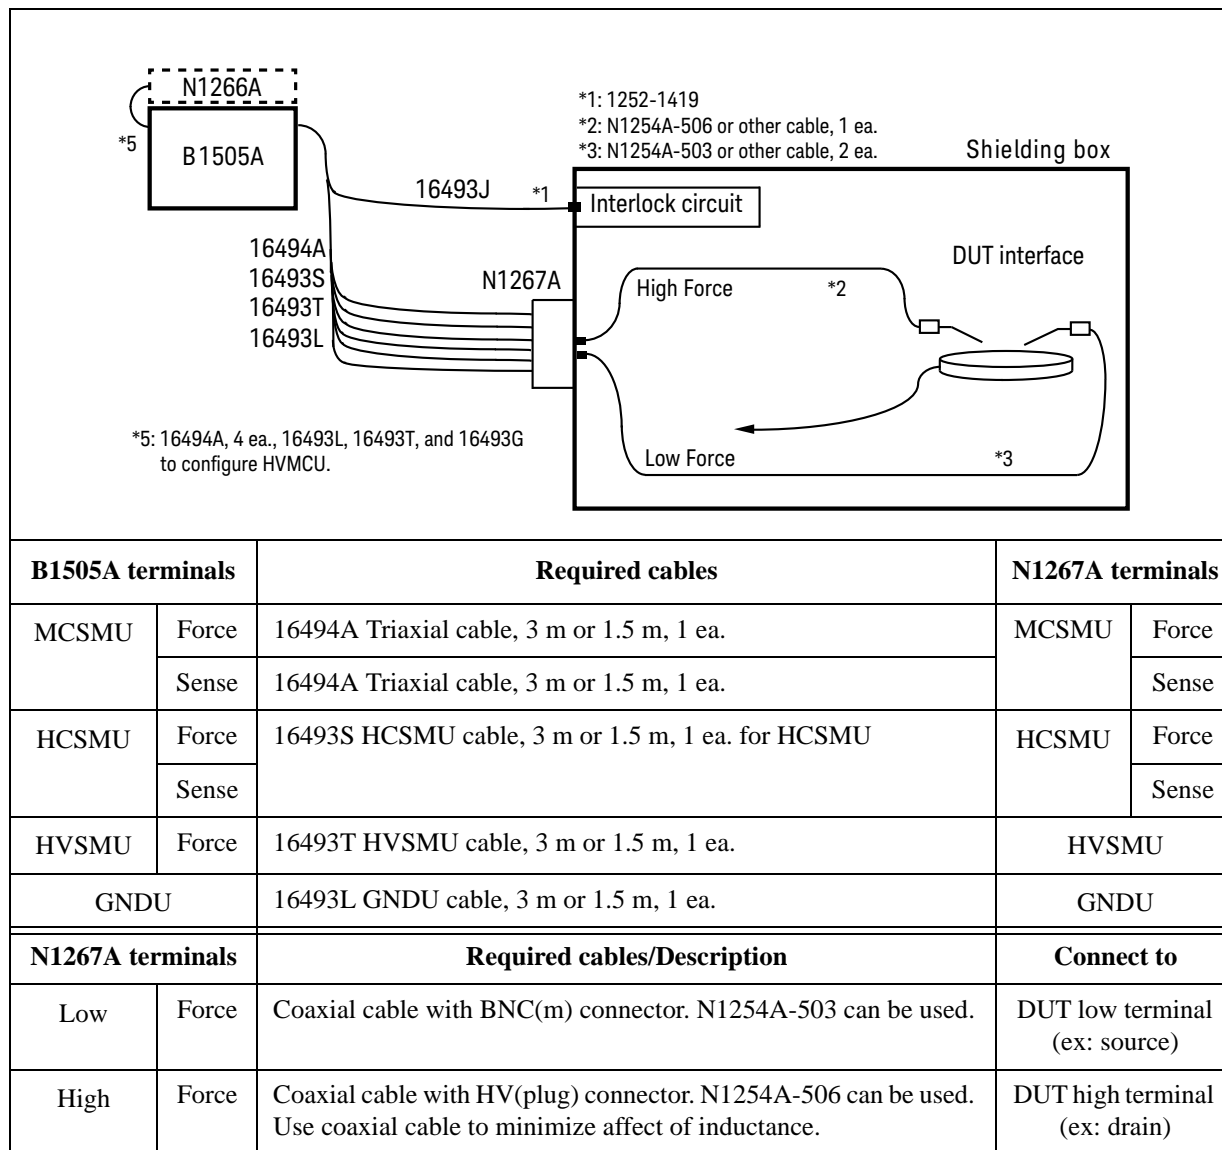 N1266A
*5
B1505A
*1: 1252-1419
*2: N1254A-506 or other cable, 1 ea.
*3: N1254A-503 or other cable, 2 ea.
Shielding box
16493J
*1
Interlock circuit
16494A
16493S
16493T
16493L
N1267A
High Force
*2
DUT interface
Low Force
*3
*5: 16494A, 4 ea., 16493L, 16493T, and 16493G
to configure HVMCU.
B1505A terminals
Required cables
N1267A terminals
MCSMU
Force
16494A Triaxial cable, 3 m or 1.5 m, 1 ea.
MCSMU
Force
Sense
16494A Triaxial cable, 3 m or 1.5 m, 1 ea.
Sense
HCSMU
Force
16493S HCSMU cable, 3 m or 1.5 m, 1 ea. for HCSMU
HCSMU
Force
Sense
Sense
HVSMU
Force
16493T HVSMU cable, 3 m or 1.5 m, 1 ea.
HVSMU
GNDU
16493L GNDU cable, 3 m or 1.5 m, 1 ea.
GNDU
N1267A terminals
Required cables/Description
Connect to
Low
Force
Coaxial cable with BNC(m) connector. N1254A-503 can be used.
DUT low terminal
(ex: source)
High
Force
Coaxial cable with HV(plug) connector. N1254A-506 can be used.
Use coaxial cable to minimize affect of inductance.
DUT high terminal
(ex: drain)